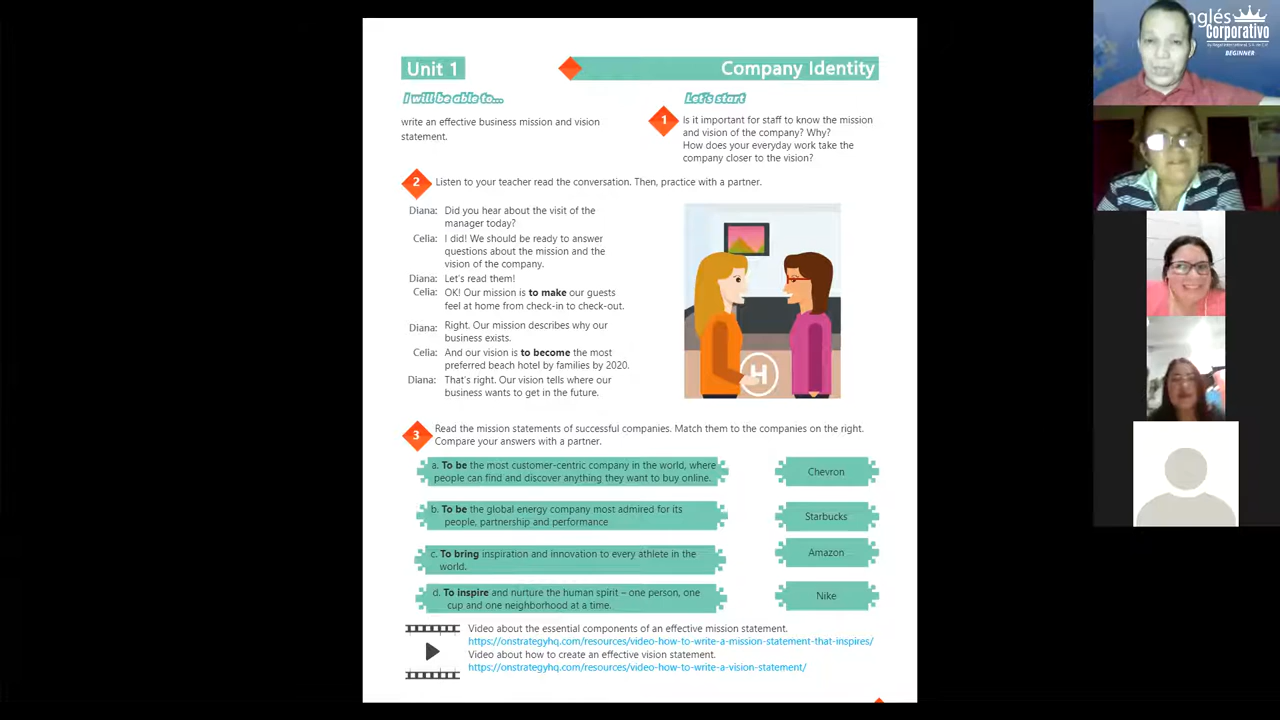 Unit 1
Company Identity
I will be able to...
write an effective business mission and vision
statement.
Let's start
1
Is it important for staff to know the mission
and vision of the company? Why?
How does your everyday work take the
company closer to the vision?
2
Listen to your teacher read the conversation. Then, practice with a partner.
Diana: Did you hear about the visit of the
manager today?
Celia: I did! We should be ready to answer
questions about the mission and the
vision of the company.
Diana: Let's read them!
Celia: OK! Our mission is to make our guests
feel at home from check-in to check-out.
Diana: Right. Our mission describes why our
business exists.
Celia: And our vision is to become the most
preferred beach hotel by families by 2020.
Diana: That's right. Our vision tells where our
business wants to get in the future.
H
3
Read the mission statements of successful companies. Match them to the companies on the right.
Compare your answers with a partner.
a. To be the most customer-centric company in the world, where
people can find and discover anything they want to buy online.
Chevron
b. To be the global energy company most admired for its
people, partnership and performance
Starbucks
c. To bring inspiration and innovation to every athlete in the
world.
Amazon
d. To inspire and nurture the human spirit – one person, one
cup and one neighborhood at a time.
Nike
Video about the essential components of an effective mission statement.
https://onstrategyhq.com/resources/video-how-to-write-a-mission-statement-that-inspires/
Video about how to create an effective vision statement.
https://onstrategyhq.com/resources/video-how-to-write-a-vision-statement/
nglés
Corporativo
BEGINNER